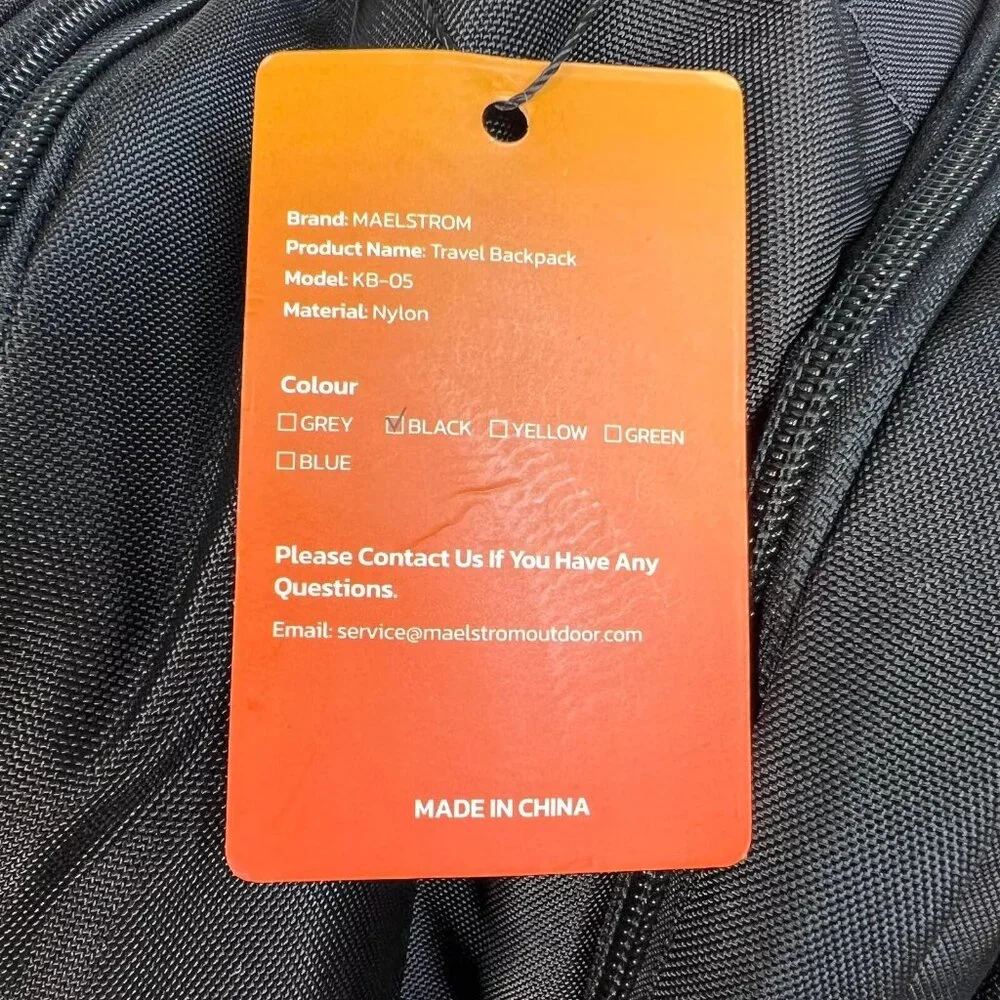 Brand: MAELSTROM
Product Name: Travel Backpack
Model: KB-05
Material: Nylon
Colour
☐GREY ☑BLACK ☐YELLOW ☐GREEN
☐BLUE
Please Contact Us If You Have Any
Questions.
Email: service@maelstromoutdoor.com
MADE IN CHINA